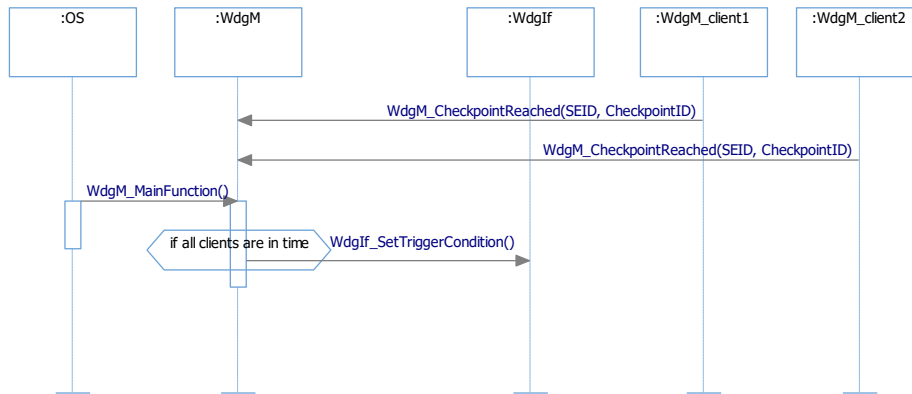 :OS
:WdgM
:WdgIf
:WdgM_client1
:WdgM_client2
WdgM_CheckpointReached(SEID, CheckpointID)
WdgM_CheckpointReached(SEID, CheckpointID)
WdgM_MainFunction()
if all clients are in time
WdgIf_SetTriggerCondition()